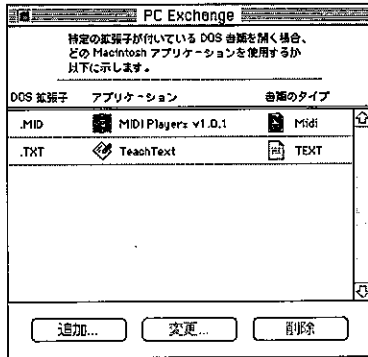 PC Exchange
特定の拡張子が付いている DOS 書類を開く場合、
どの Macintosh アプリケーションを使用するか
以下に示します。
DOS 拡張子 アプリケーション 書類のタイプ
.MID MIDI Player v1.0.1 Midi
.TXT TeachText TEXT
追加... 変更... 削除